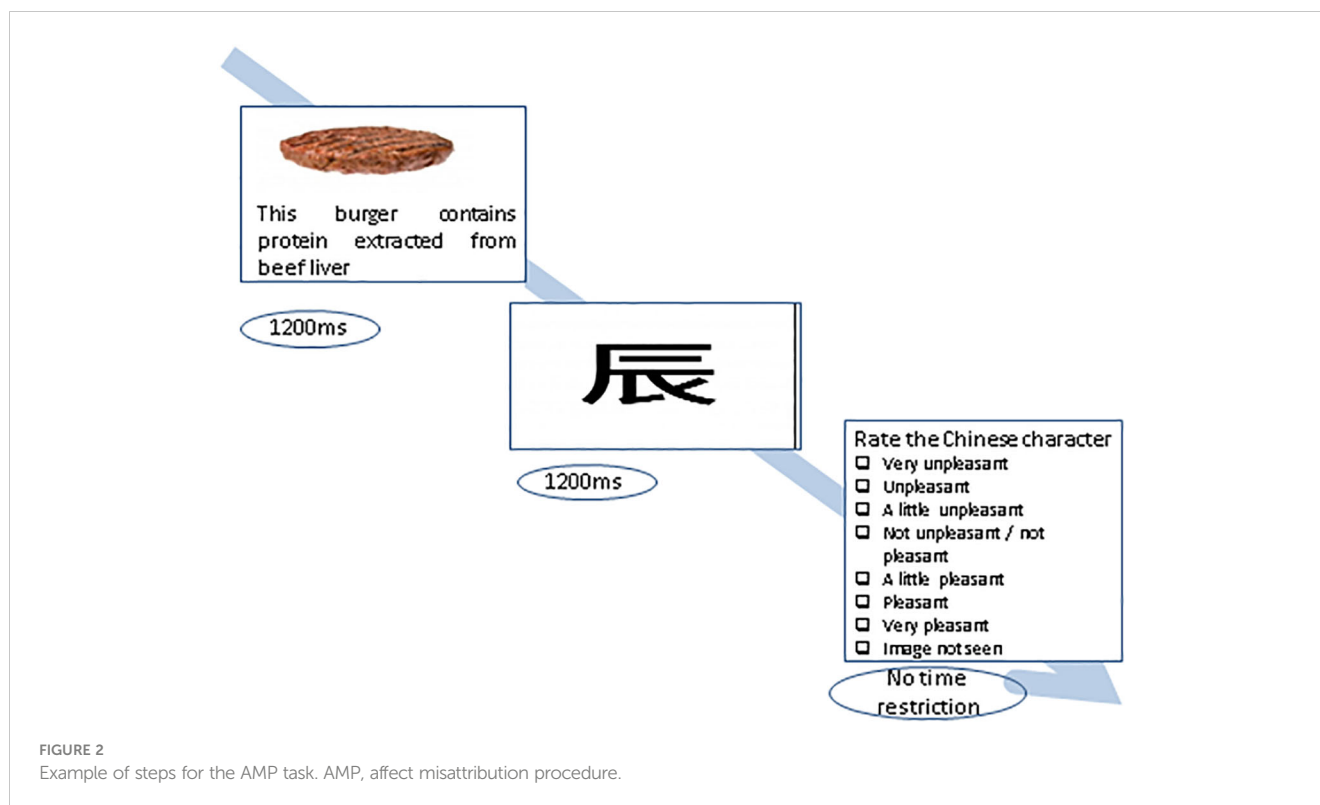 This burger contains
protein extracted from
beef liver
1200ms
辰
1200ms
Rate the Chinese character
❑ Very unpleasant
❑ Unpleasant
❑ A little unpleasant
❑ Not unpleasant / not
pleasant
❑ A little pleasant
❑ Pleasant
❑ Very pleasant
❑ Image not seen
No time
restriction
FIGURE 2
Example of steps for the AMP task. AMP, affect misattribution procedure.